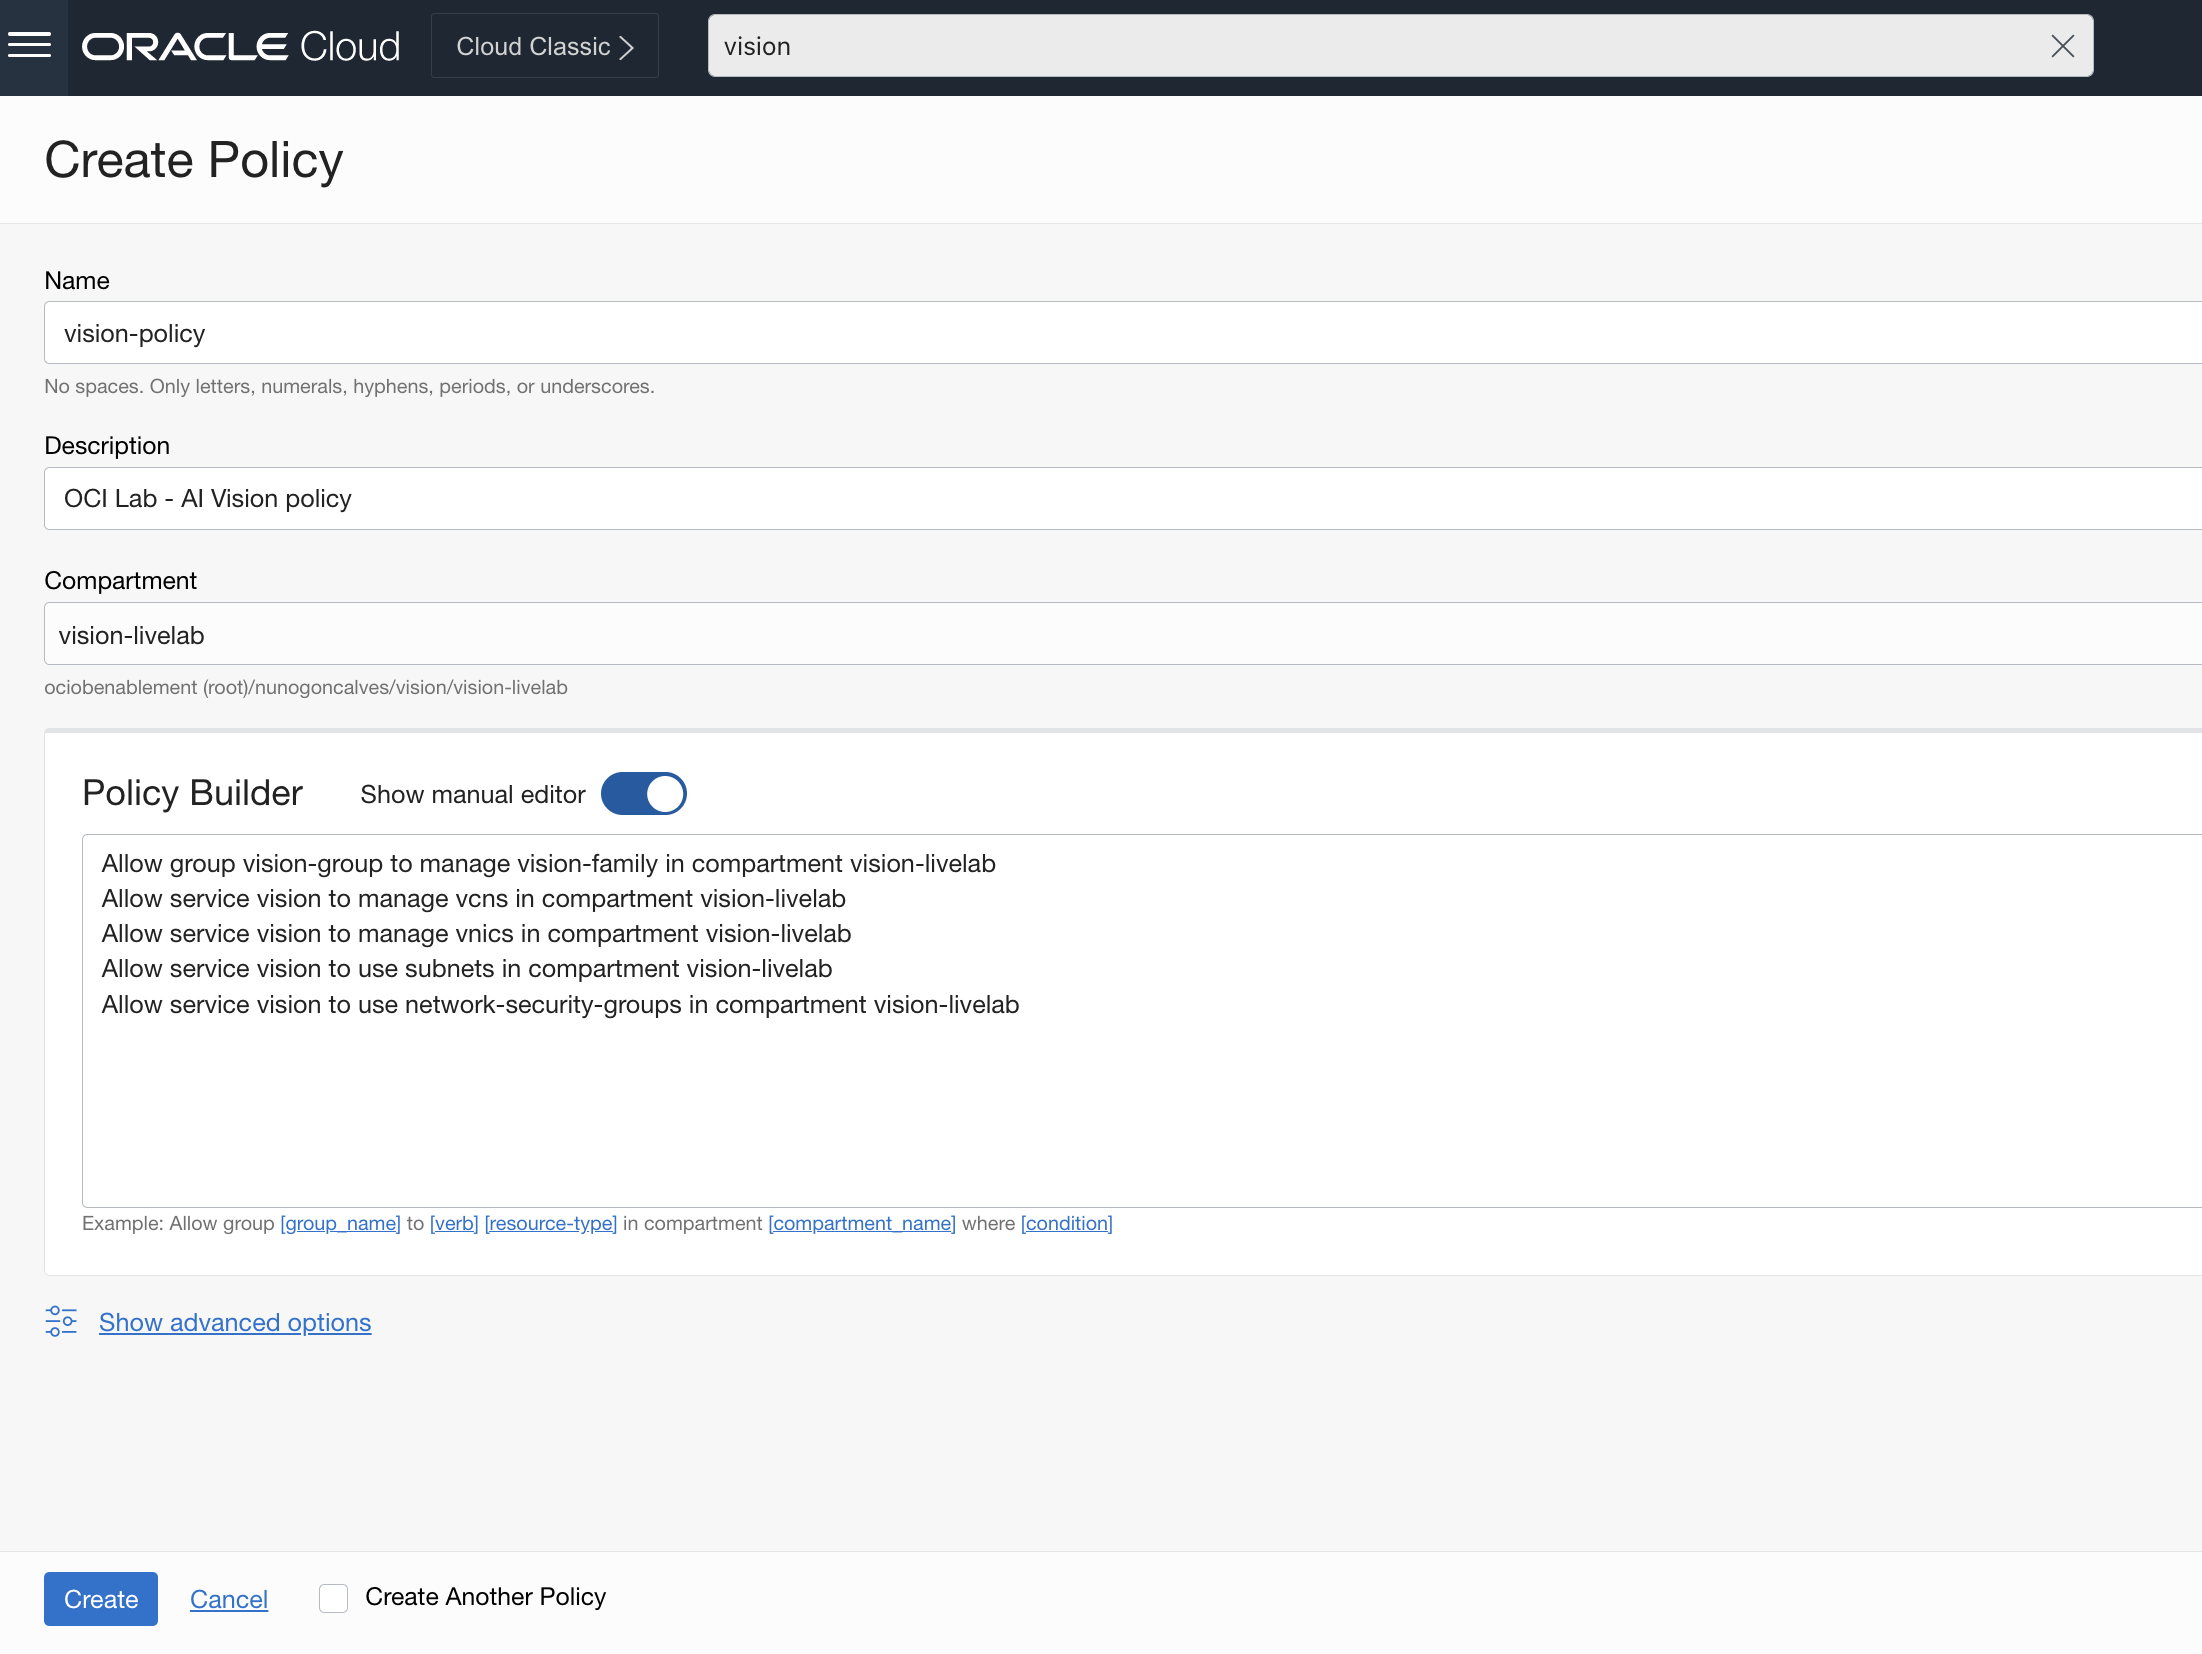 ORACLE Cloud
Cloud Classic
vision
Create Policy
Name
vision-policy
No spaces. Only letters, numerals, hyphens, periods, or underscores.
Description
OCI Lab - AI Vision policy
Compartment
vision-livelab
ociobenablement (root)/nunogoncalves/vision/vision-livelab
Policy Builder
Show manual editor
Allow group vision-group to manage vision-family in compartment vision-livelab
Allow service vision to manage vcns in compartment vision-livelab
Allow service vision to manage vnics in compartment vision-livelab
Allow service vision to use subnets in compartment vision-livelab
Allow service vision to use network-security-groups in compartment vision-livelab
Example: Allow group [group_name] to [verb] [resource-type] in compartment [compartment_name] where [condition]
Show advanced options
Create
Cancel
Create Another Policy